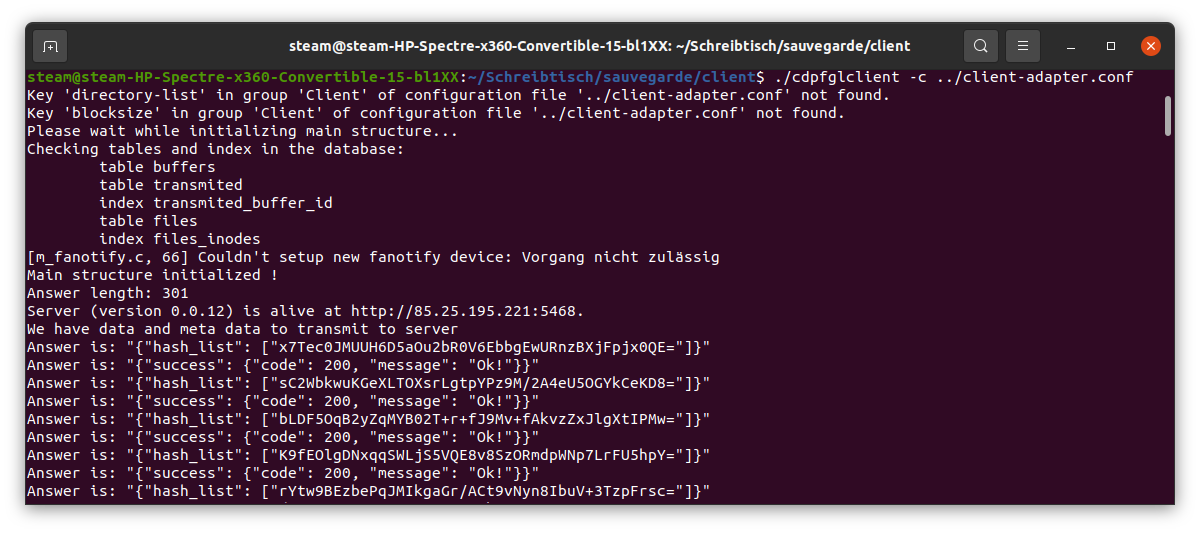 steam@steam-HP-Spectre-x360-Convertible-15-bl1XX: ~/Schreibtisch/sauvegarde/client
steam@steam-HP-Spectre-x360-Convertible-15-bl1XX:~/Schreibtisch/sauvegarde/client$ ./cdpfglclient -c ../client-adapter.conf
Key 'directory-list' in group 'Client' of configuration file '../client-adapter.conf' not found.
Key 'blocksize' in group 'Client' of configuration file '../client-adapter.conf' not found.
Please wait while initializing main structure...
Checking tables and index in the database:
        table buffers
        table transmited
        index transmited_buffer_id
        table files
        index files_inodes
[m_fanotify.c, 66] Couldn't setup new fanotify device: Vorgang nicht zulässig
Main structure initialized !
Answer length: 301
Server (version 0.0.12) is alive at http://85.25.195.221:5468.
We have data and meta data to transmit to server
Answer is: "{"hash_list": ["x7Tec0JMUUH6D5aOu2bR0V6EbbgEwURnzBXjFpjx0QE="]}"
Answer is: "{"success": {"code": 200, "message": "Ok!"}}"
Answer is: "{"hash_list": ["sC2WbkwuKGeXLTOXsrLgtpYPz9M/2A4eU5OGYkCeKD8="]}"
Answer is: "{"success": {"code": 200, "message": "Ok!"}}"
Answer is: "{"hash_list": ["bLDF5OqB2yZqMYB02T+r+fJ9Mv+fAkvzZxJlgXtIPMw="]}"
Answer is: "{"success": {"code": 200, "message": "Ok!"}}"
Answer is: "{"hash_list": ["K9fEOlgDNxqqSWLjS5VQE8v8SzORmdpWNp7LrFU5hpY="]}"
Answer is: "{"success": {"code": 200, "message": "Ok!"}}"
Answer is: "{"hash_list": ["rYtw9BEzbePqJMIkgaGr/ACt9vNyn8IbuV+3TzpFrsc="]}"